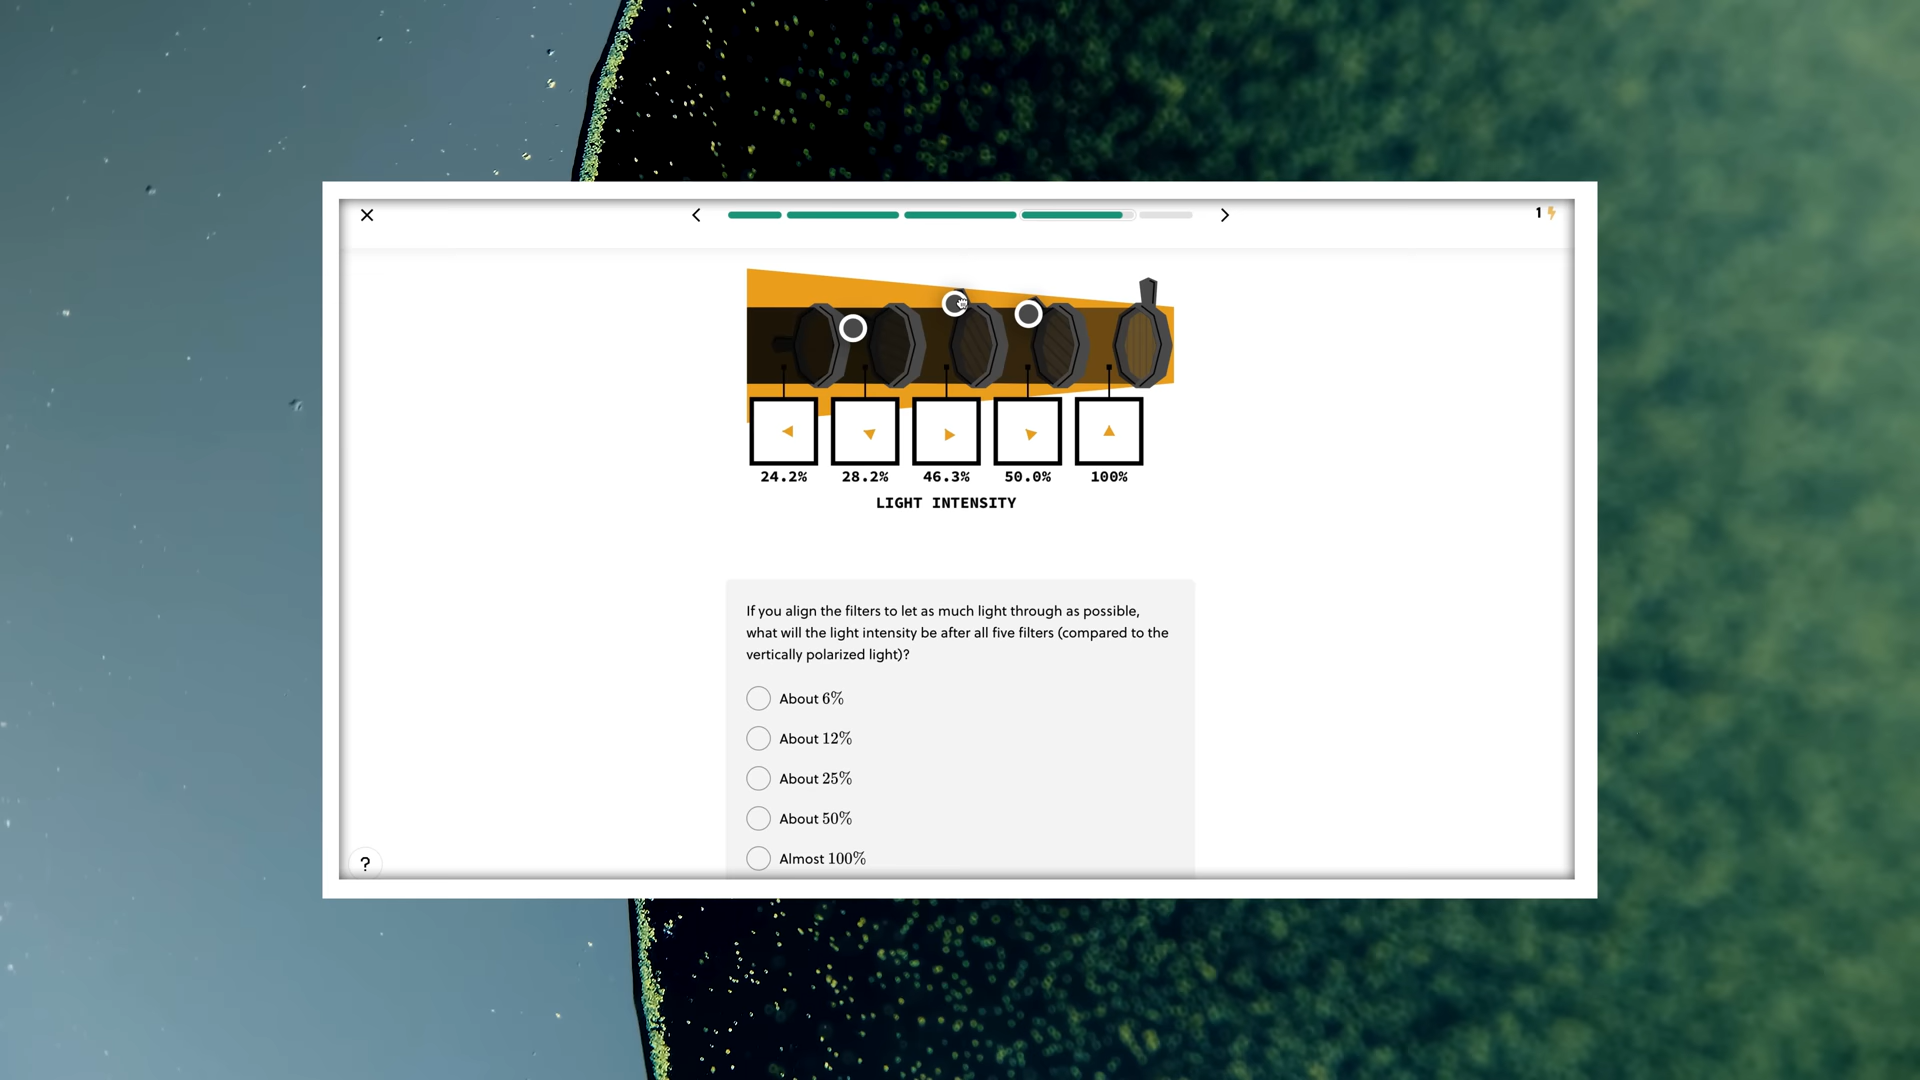 1
24.2% 28.2% 46.3% 50.0% 100%
LIGHT INTENSITY
If you align the filters to let as much light through as possible,
what will the light intensity be after all five filters (compared to the
vertically polarized light)?
About 6%
About 12%
About 25%
About 50%
Almost 100%
?